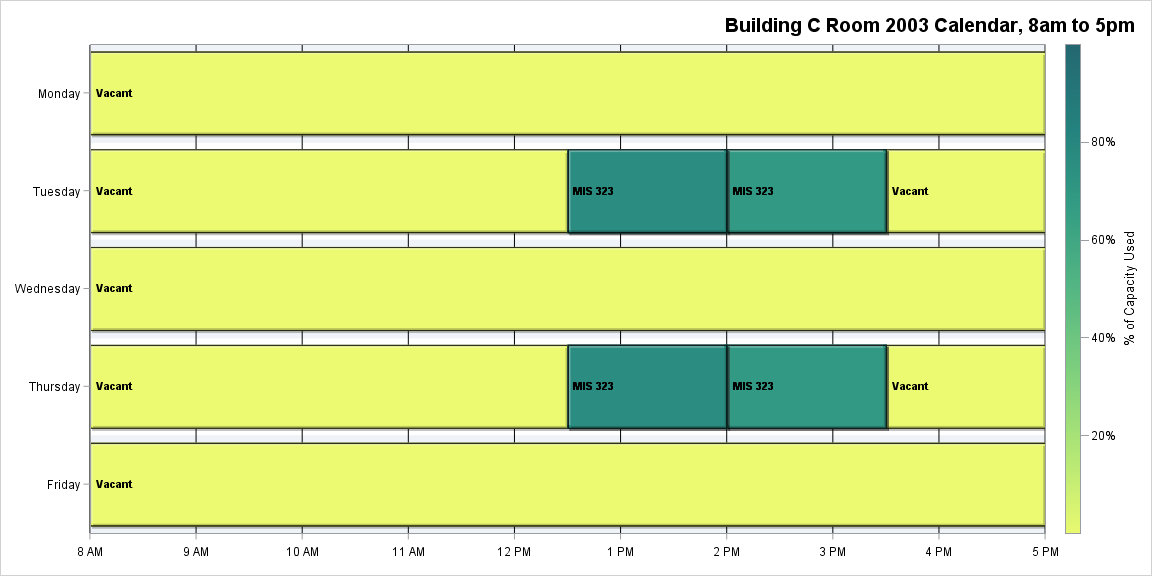 Building C Room 2003 Calendar, 8am to 5pm
Monday
Vacant
Tuesday
Vacant
MIS 323
MIS 323
Vacant
Wednesday
Vacant
Thursday
Vacant
MIS 323
MIS 323
Vacant
Friday
Vacant
8 AM
9 AM
10 AM
11 AM
12 PM
1 PM
2 PM
3 PM
4 PM
5 PM
80%
60%
40%
20%
% of Capacity Used